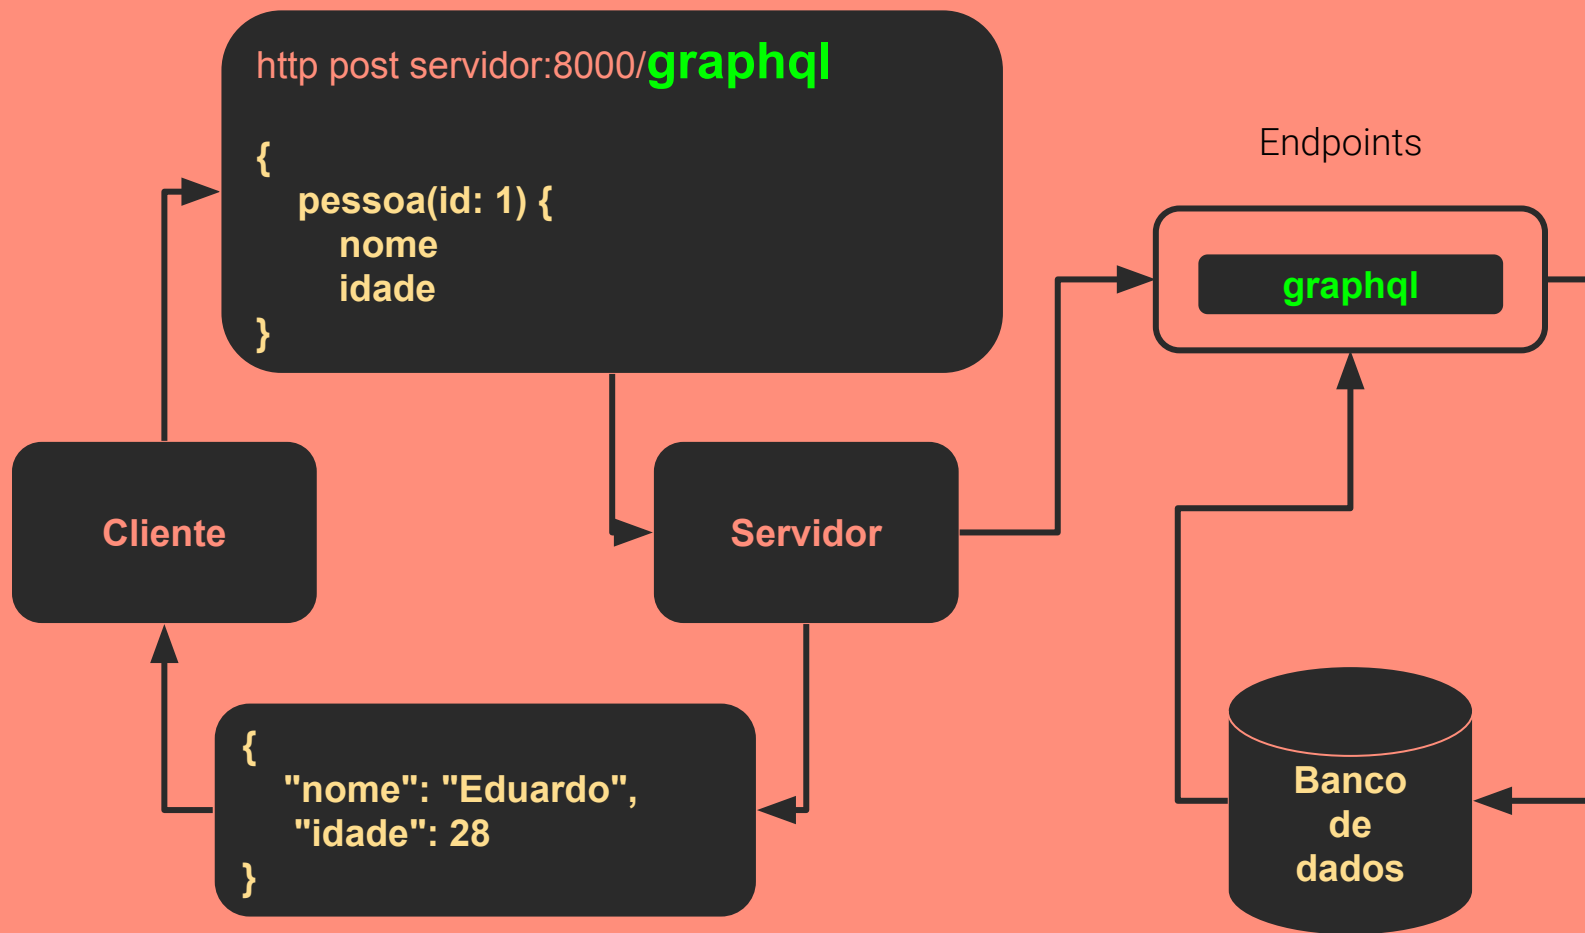 http post servidor:8000/graphql
{
pessoa(id: 1) {
nome
idade
}
Endpoints
graphql
Cliente
Servidor
{
"nome": "Eduardo",
"idade": 28
}
Banco
de
dados